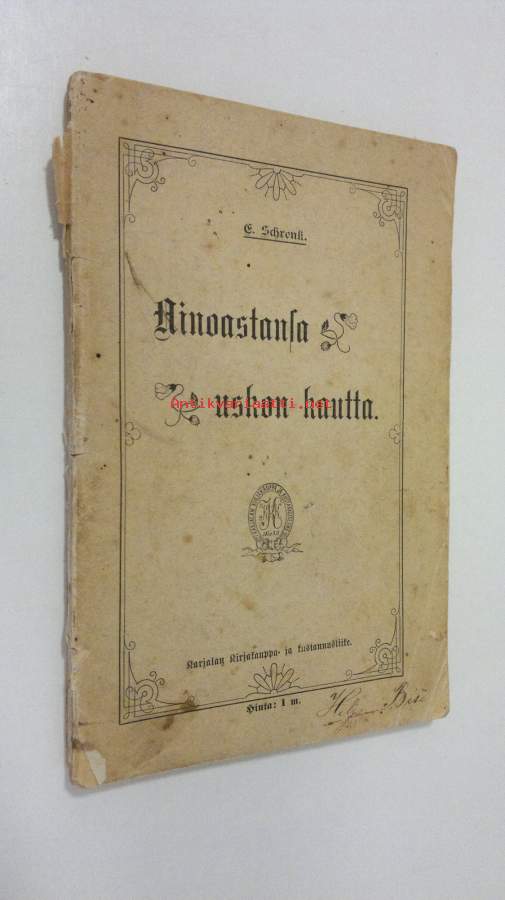 E. Schrenk.
Ainoastansa
uskon kautta.
Antikvariaatti.net
Karjalan Kirjakauppa- ja kustannusliike.
Hinta: 1 m.